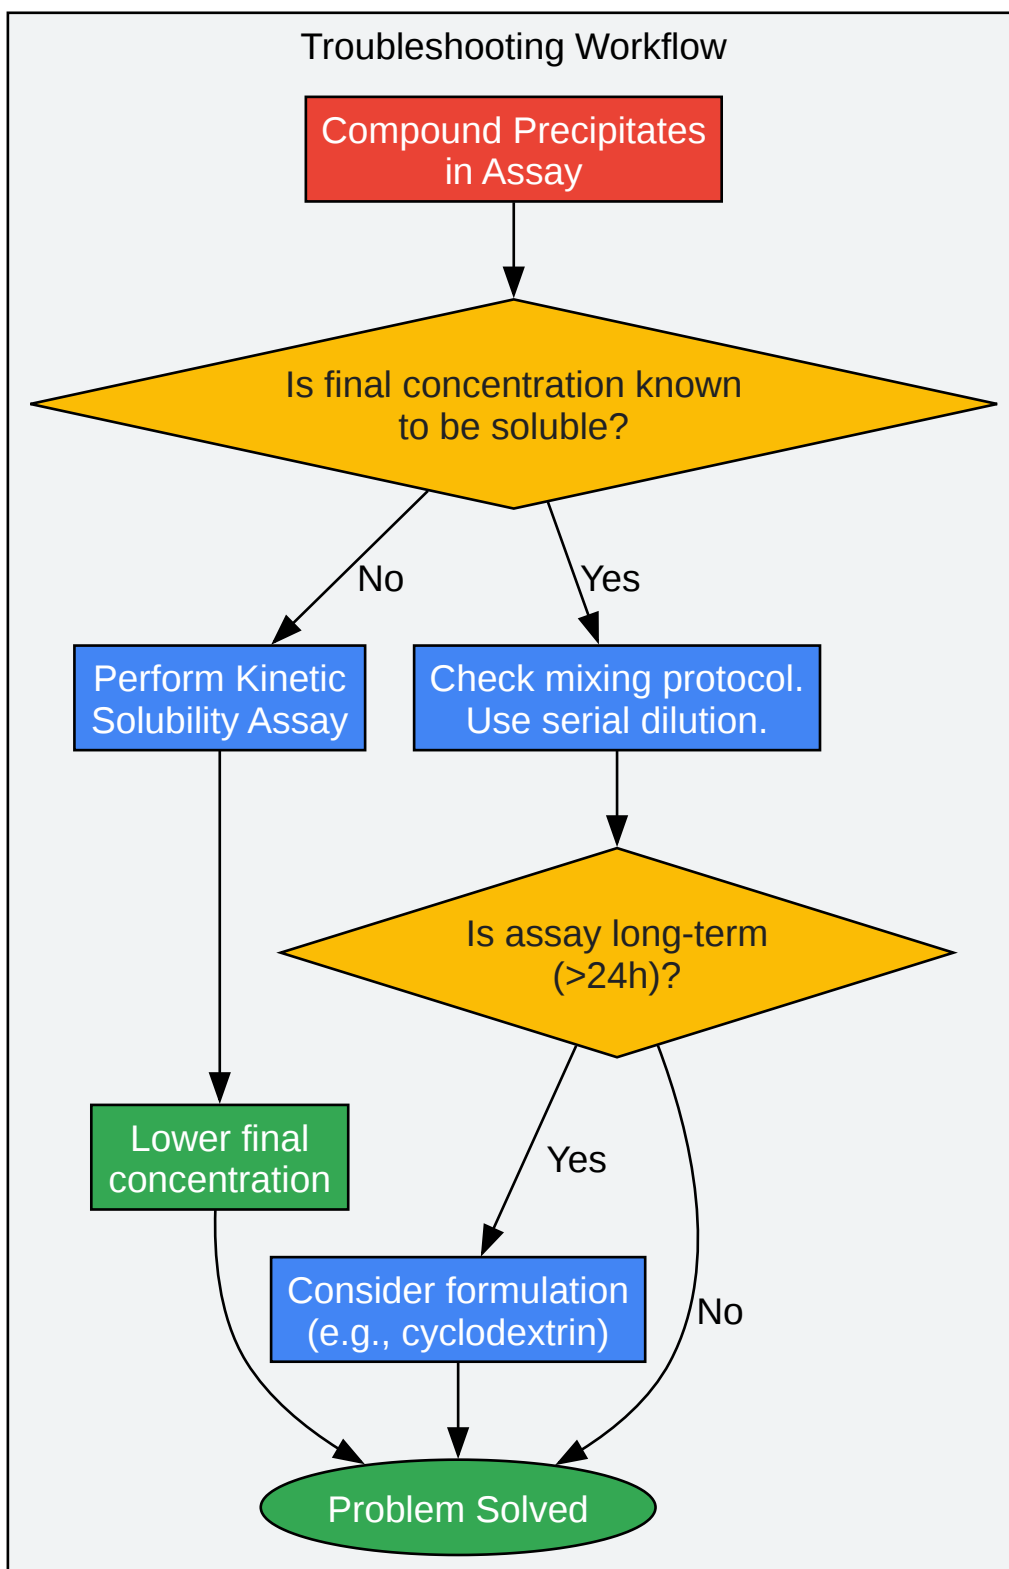 Troubleshooting Workflow
Compound Precipitates
in Assay
Is final concentration known
to be soluble?
No
Yes
Perform Kinetic
Solubility Assay
Check mixing protocol.
Use serial dilution.
Is assay long-term
(>24h)?
Lower final
concentration
Yes
Consider formulation
(e.g., cyclodextrin)
No
Problem Solved